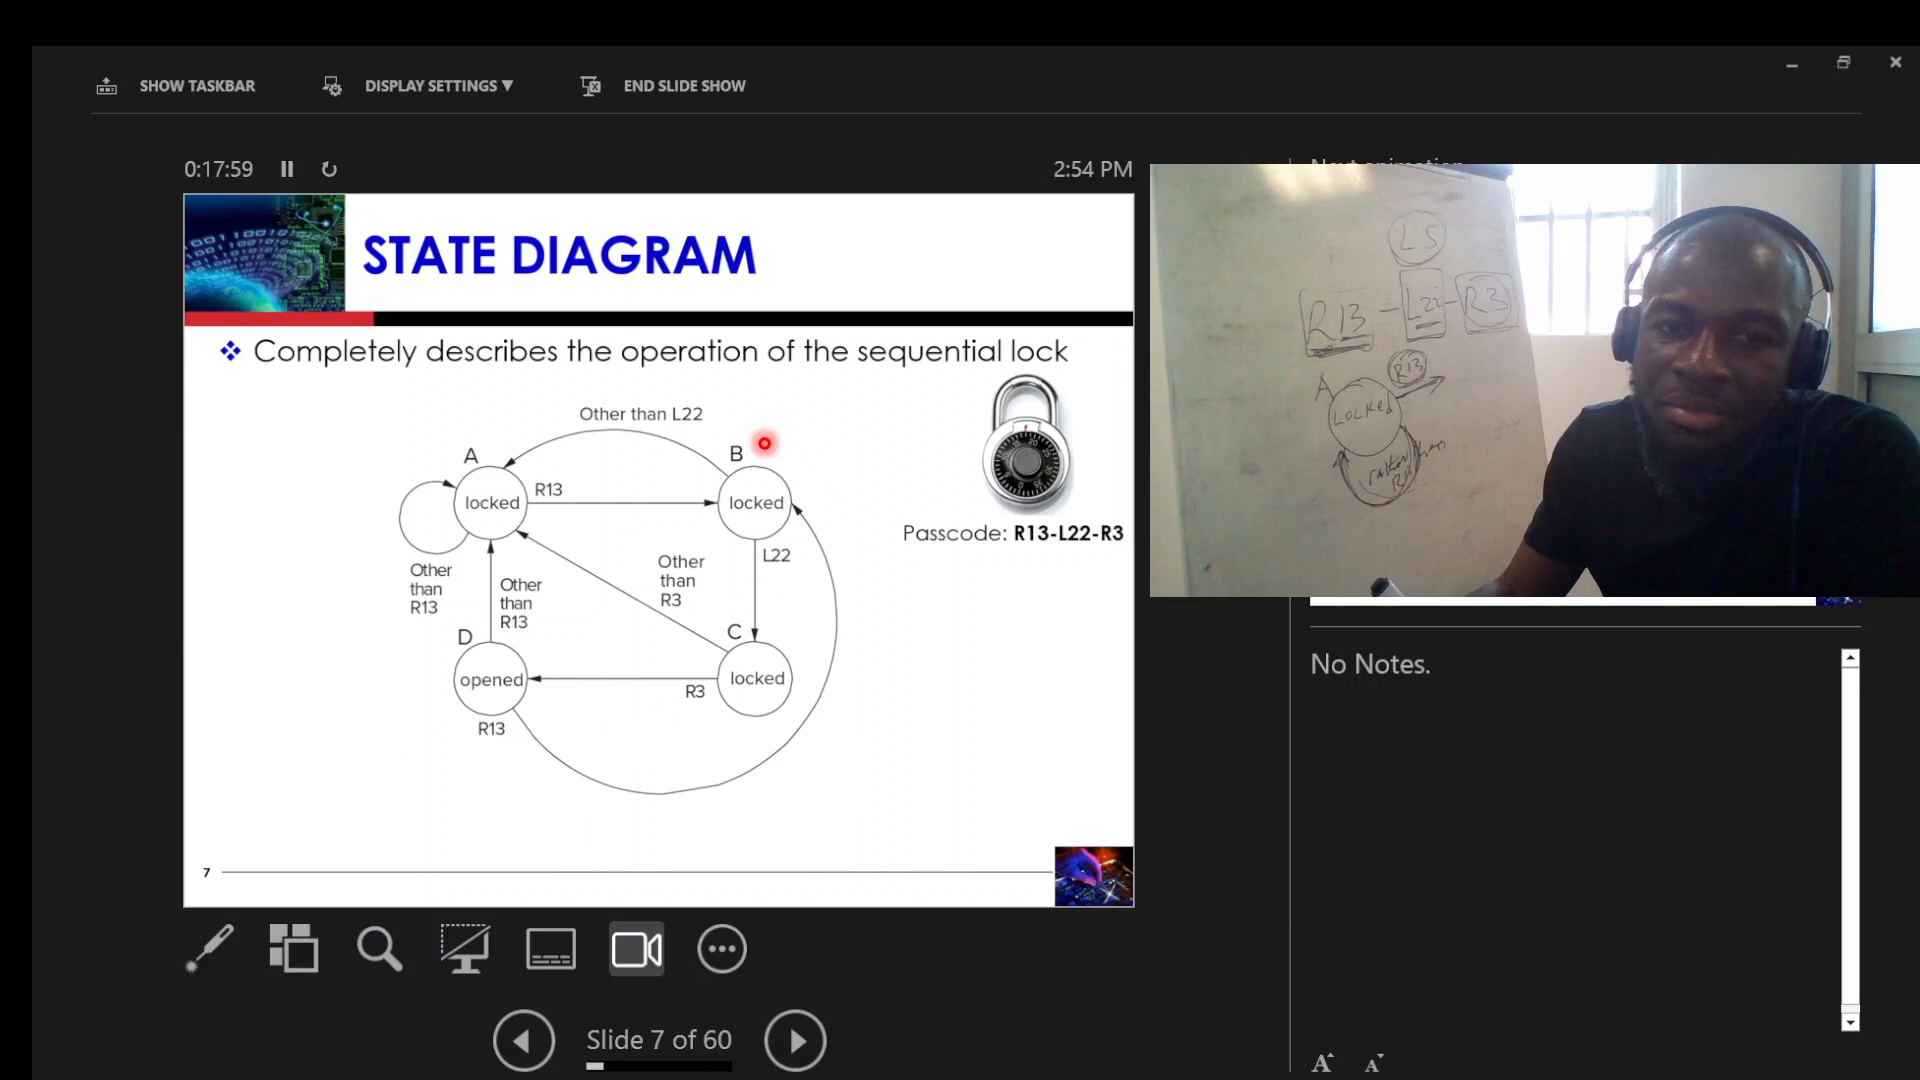 SHOW TASKBAR
DISPLAY SETTINGS ▼
END SLIDE SHOW
0:17:59
2:54 PM
STATE DIAGRAM
❖ Completely describes the operation of the sequential lock
Other than L22
A
B
locked
R13
locked
Passcode: R13-L22-R3
Other
than
R13
Other
than
R13
Other
than
R3
L22
D
C
opened
R3
locked
R13
7
LS
R13 - L22 - R3
R13
A
Locked
No Notes.
Slide 7 of 60
A
A